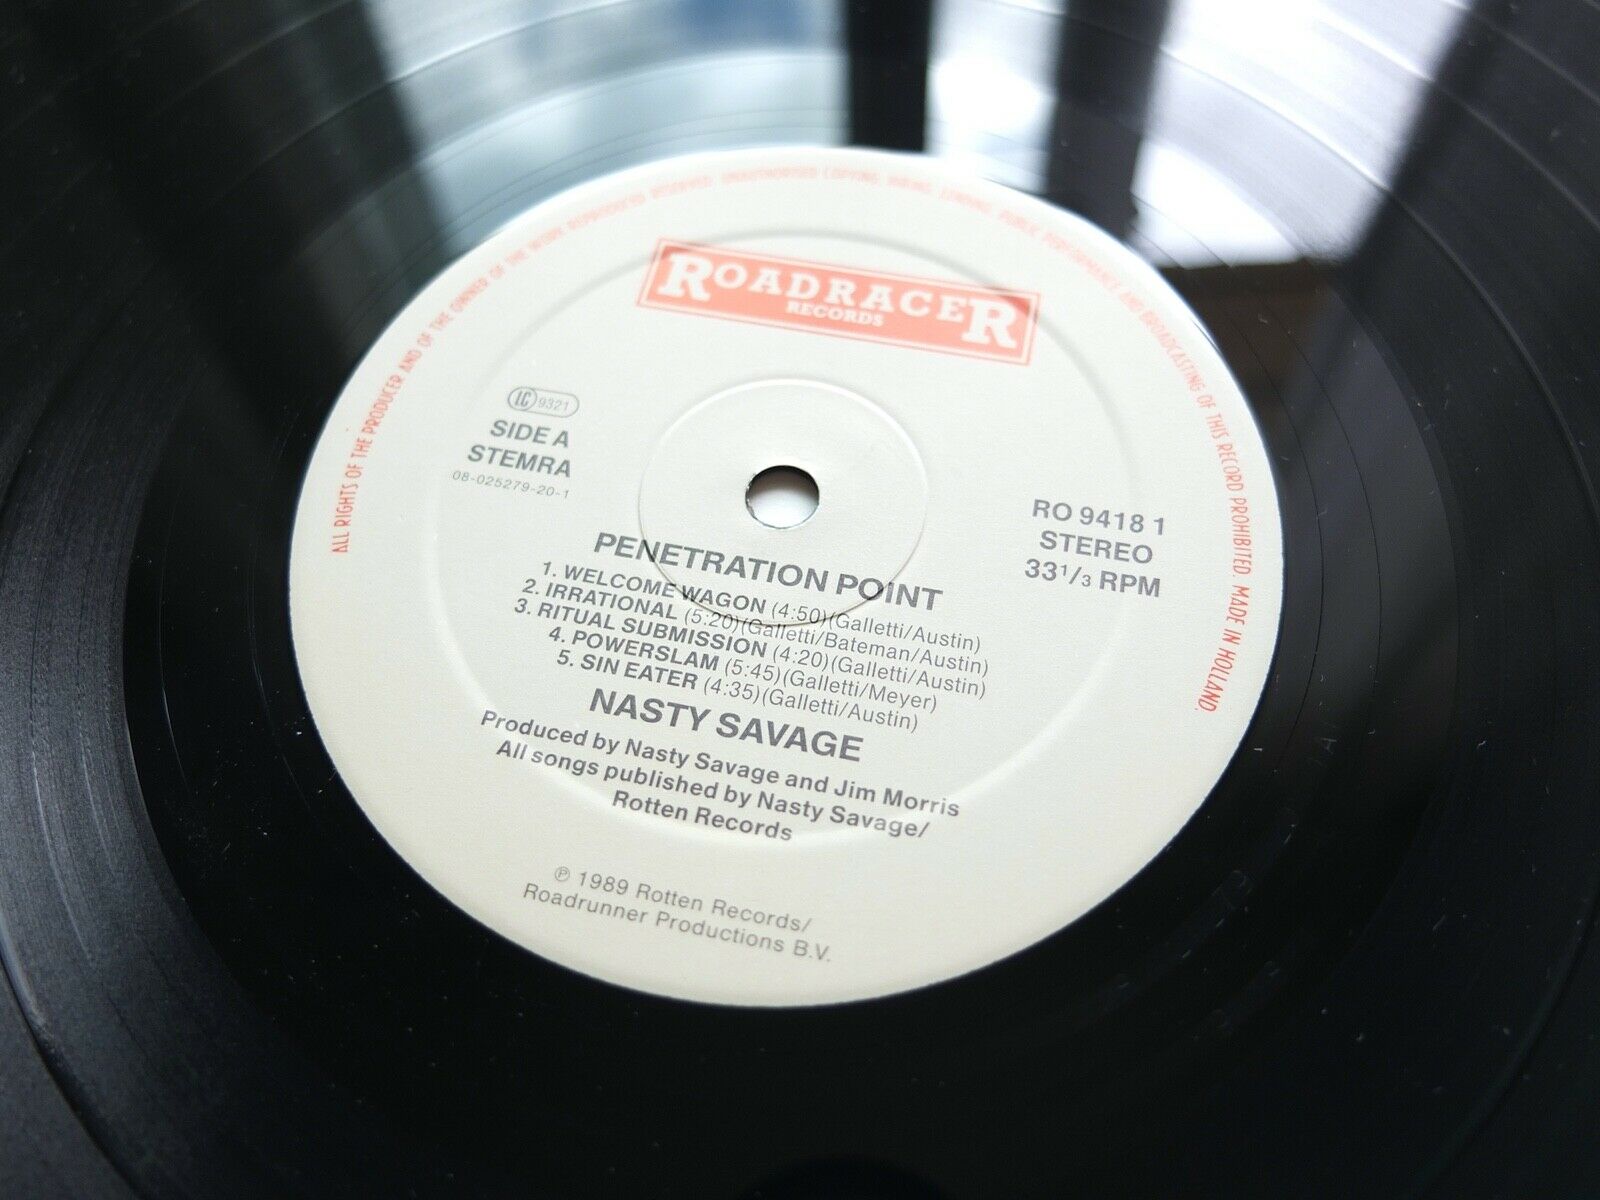 ALL RIGHTS OF THE PRODUCER AND OF THE OWNER OF THE WORK REPRODUCED RESERVED. UNAUTHORISED COPYING, HIRING, LENDING, PUBLIC PERFORMANCE AND BROADCASTING OF THIS RECORD PROHIBITED. MADE IN HOLLAND.
ROADRACER
RECORDS
LC 9321
SIDE A
STEMRA
08-025279-20-1
RO 9418 1
STEREO
33 1/3 RPM
PENETRATION POINT
1. WELCOME WAGON (4:50)(Galletti/Austin)
2. IRRATIONAL (5:20)(Galletti/Bateman/Austin)
3. RITUAL SUBMISSION (4:20)(Galletti/Austin)
4. POWERSLAM (5:45)(Galletti/Meyer)
5. SIN EATER (4:35)(Galletti/Austin)
NASTY SAVAGE
Produced by Nasty Savage and Jim Morris
All songs published by Nasty Savage/
Rotten Records
℗ 1989 Rotten Records/
Roadrunner Productions B.V.